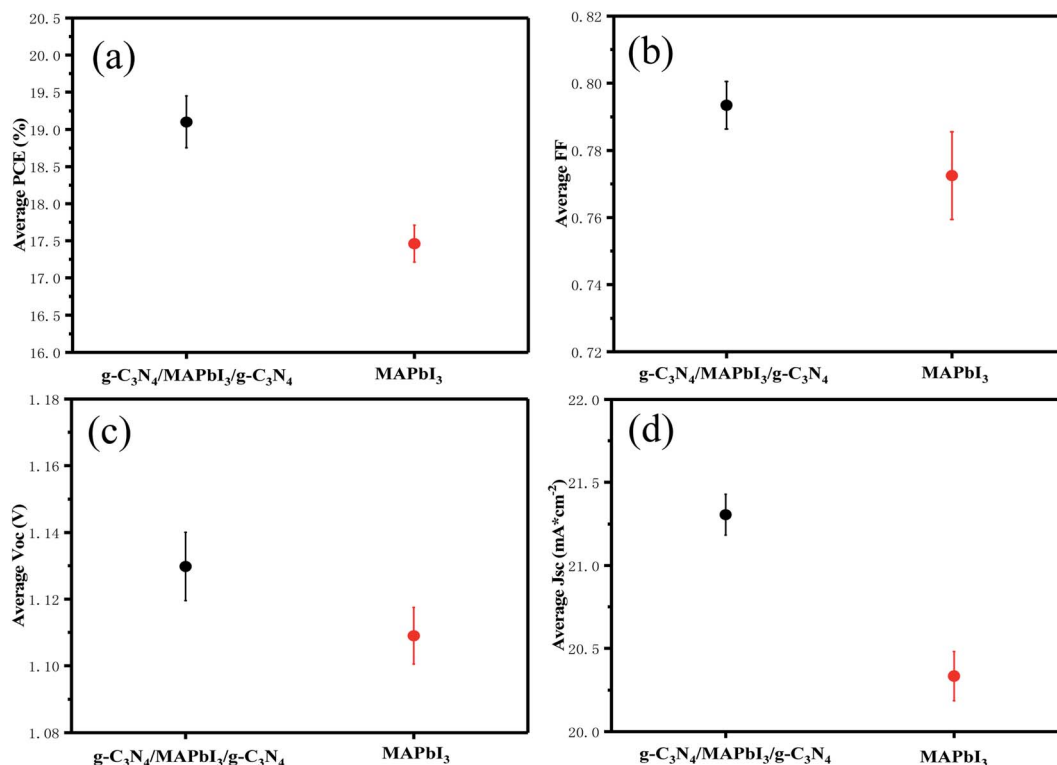 (a)
Average PCE (%)
20.5
20.0
19.5
19.0
18.5
18.0
17.5
17.0
16.5
16.0
g-C₃N₄/MAPbI₃/g-C₃N₄
MAPbI₃
(b)
Average FF
0.82
0.80
0.78
0.76
0.74
0.72
g-C₃N₄/MAPbI₃/g-C₃N₄
MAPbI₃
(c)
Average Voc (V)
1.18
1.16
1.14
1.12
1.10
1.08
g-C₃N₄/MAPbI₃/g-C₃N₄
MAPbI₃
(d)
Average Jsc (mA*cm⁻²)
22.0
21.5
21.0
20.5
20.0
g-C₃N₄/MAPbI₃/g-C₃N₄
MAPbI₃